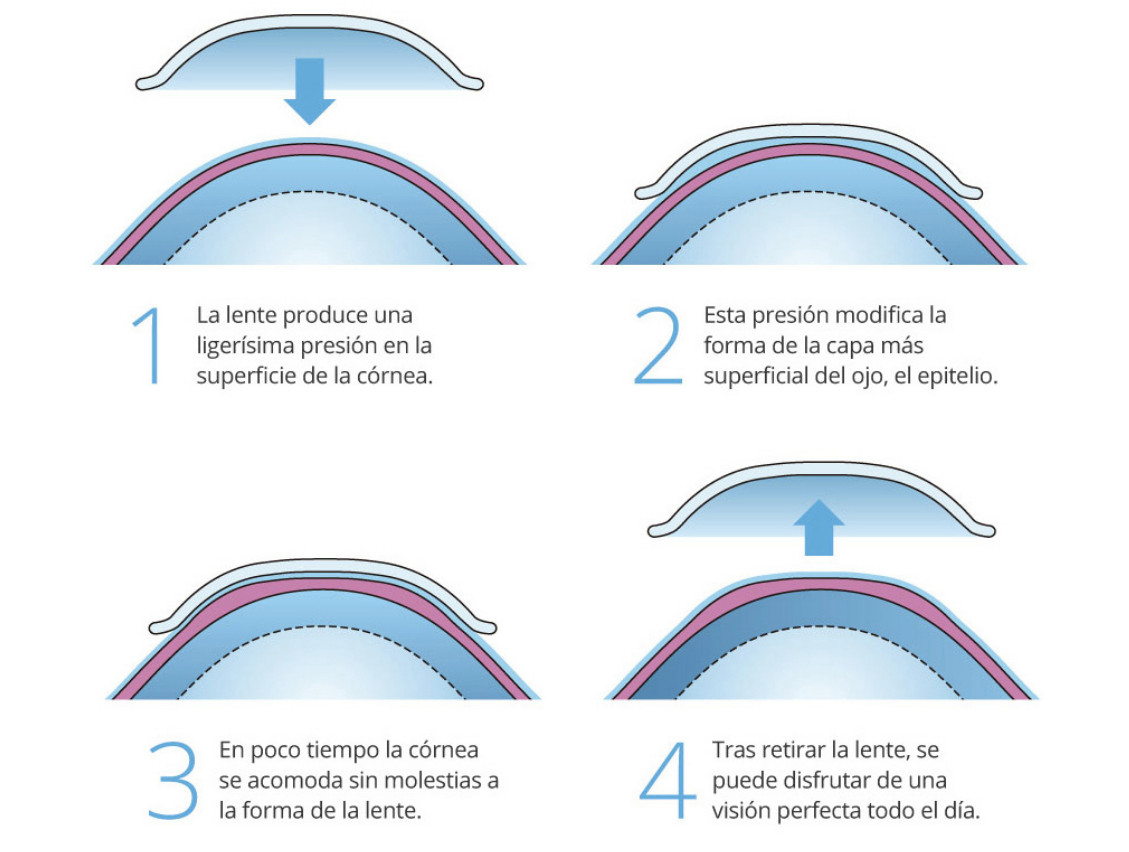 1
La lente produce una
ligerísima presión en la
superficie de la córnea.
2
Esta presión modifica la
forma de la capa más
superficial del ojo, el epitelio.
3
En poco tiempo la córnea
se acomoda sin molestias a
la forma de la lente.
4
Tras retirar la lente, se
puede disfrutar de una
visión perfecta todo el día.